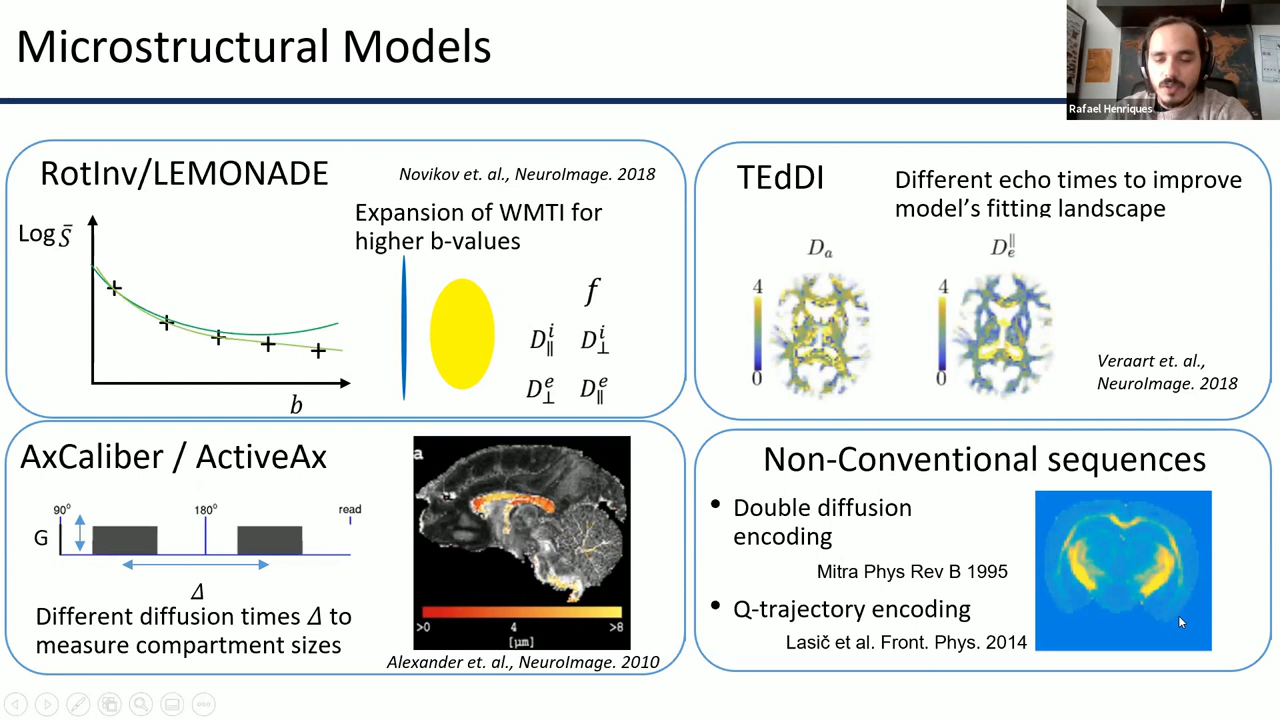 Microstructural Models
Rafael Henriques
RotInv/LEMONADE
Novikov et. al., NeuroImage. 2018
Expansion of WMTI for
higher b-values
Log S̄
b
f
D∥ⁱ D⊥ⁱ
D⊥ᵉ D∥ᵉ
TEdDI
Different echo times to improve
model's fitting landscape
Dₐ
Dₑ∥
4
0
4
0
Veraart et. al.,
NeuroImage. 2018
AxCaliber / ActiveAx
90° 180° read
G
Δ
Different diffusion times Δ to
measure compartment sizes
a
>0 4 >8
[μm]
Alexander et. al., NeuroImage. 2010
Non-Conventional sequences
• Double diffusion
encoding
Mitra Phys Rev B 1995
• Q-trajectory encoding
Lasič et al. Front. Phys. 2014